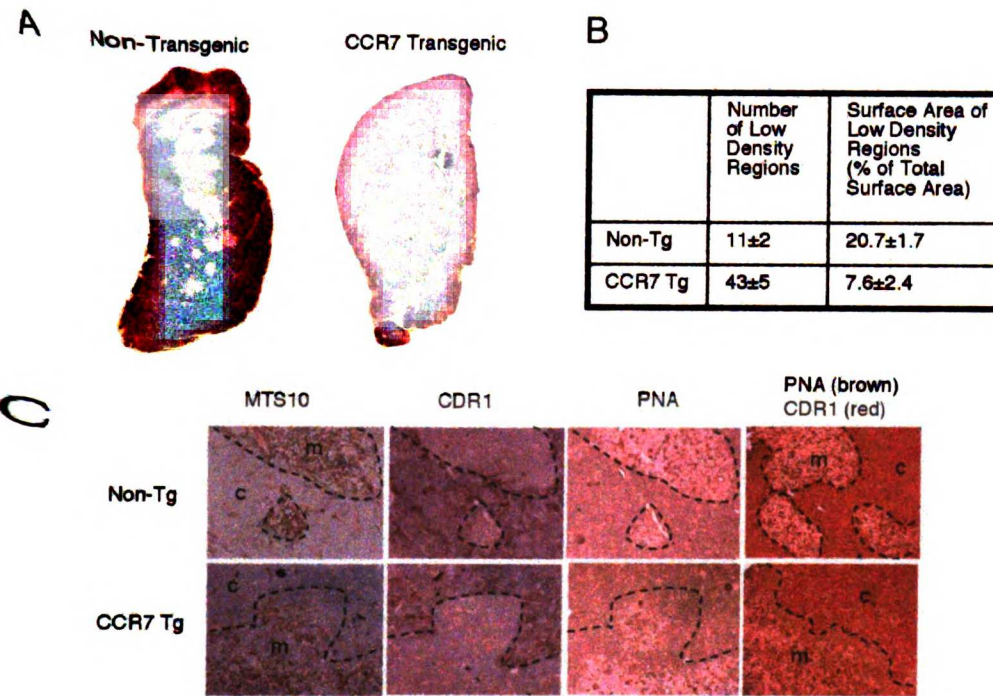 A
Non-Transgenic
CCR7 Transgenic
B
Number of Low Density Regions
Surface Area of Low Density Regions (% of Total Surface Area)
Non-Tg
11±2
20.7±1.7
CCR7 Tg
43±5
7.6±2.4
C
MTS10
CDR1
PNA
PNA (brown)
CDR1 (red)
Non-Tg
m
c
m
c
CCR7 Tg
c
m
c
m